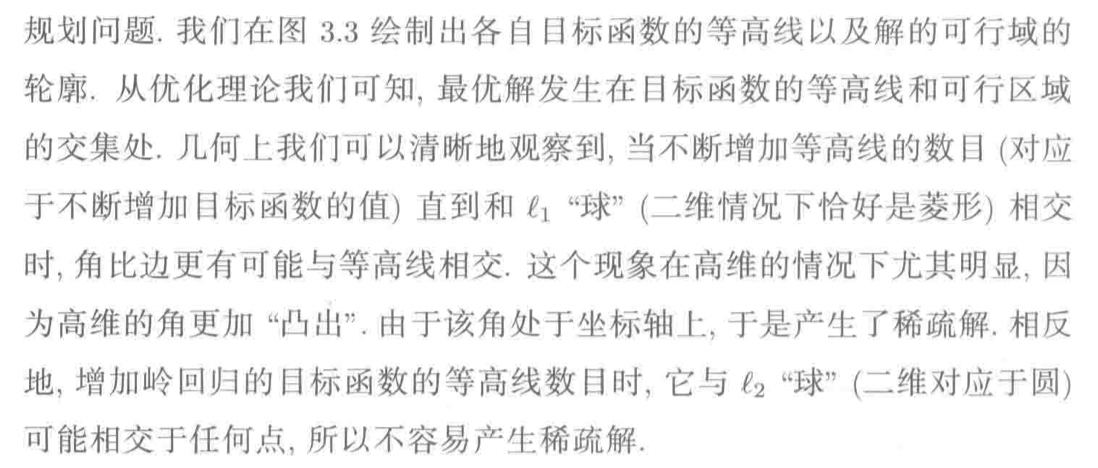 规划问题. 我们在图 3.3 绘制出各自目标函数的等高线以及解的可行域的
轮廓. 从优化理论我们可知, 最优解发生在目标函数的等高线和可行区域
的交集处. 几何上我们可以清晰地观察到, 当不断增加等高线的数目 (对应
于不断增加目标函数的值) 直到和 ℓ₁ “球” (二维情况下恰好是菱形) 相交
时, 角比边更有可能与等高线相交. 这个现象在高维的情况下尤其明显, 因
为高维的角更加 “凸出”. 由于该角处于坐标轴上, 于是产生了稀疏解. 相反
地, 增加岭回归的目标函数的等高线数目时, 它与 ℓ₂ “球” (二维对应于圆)
可能相交于任何点, 所以不容易产生稀疏解.